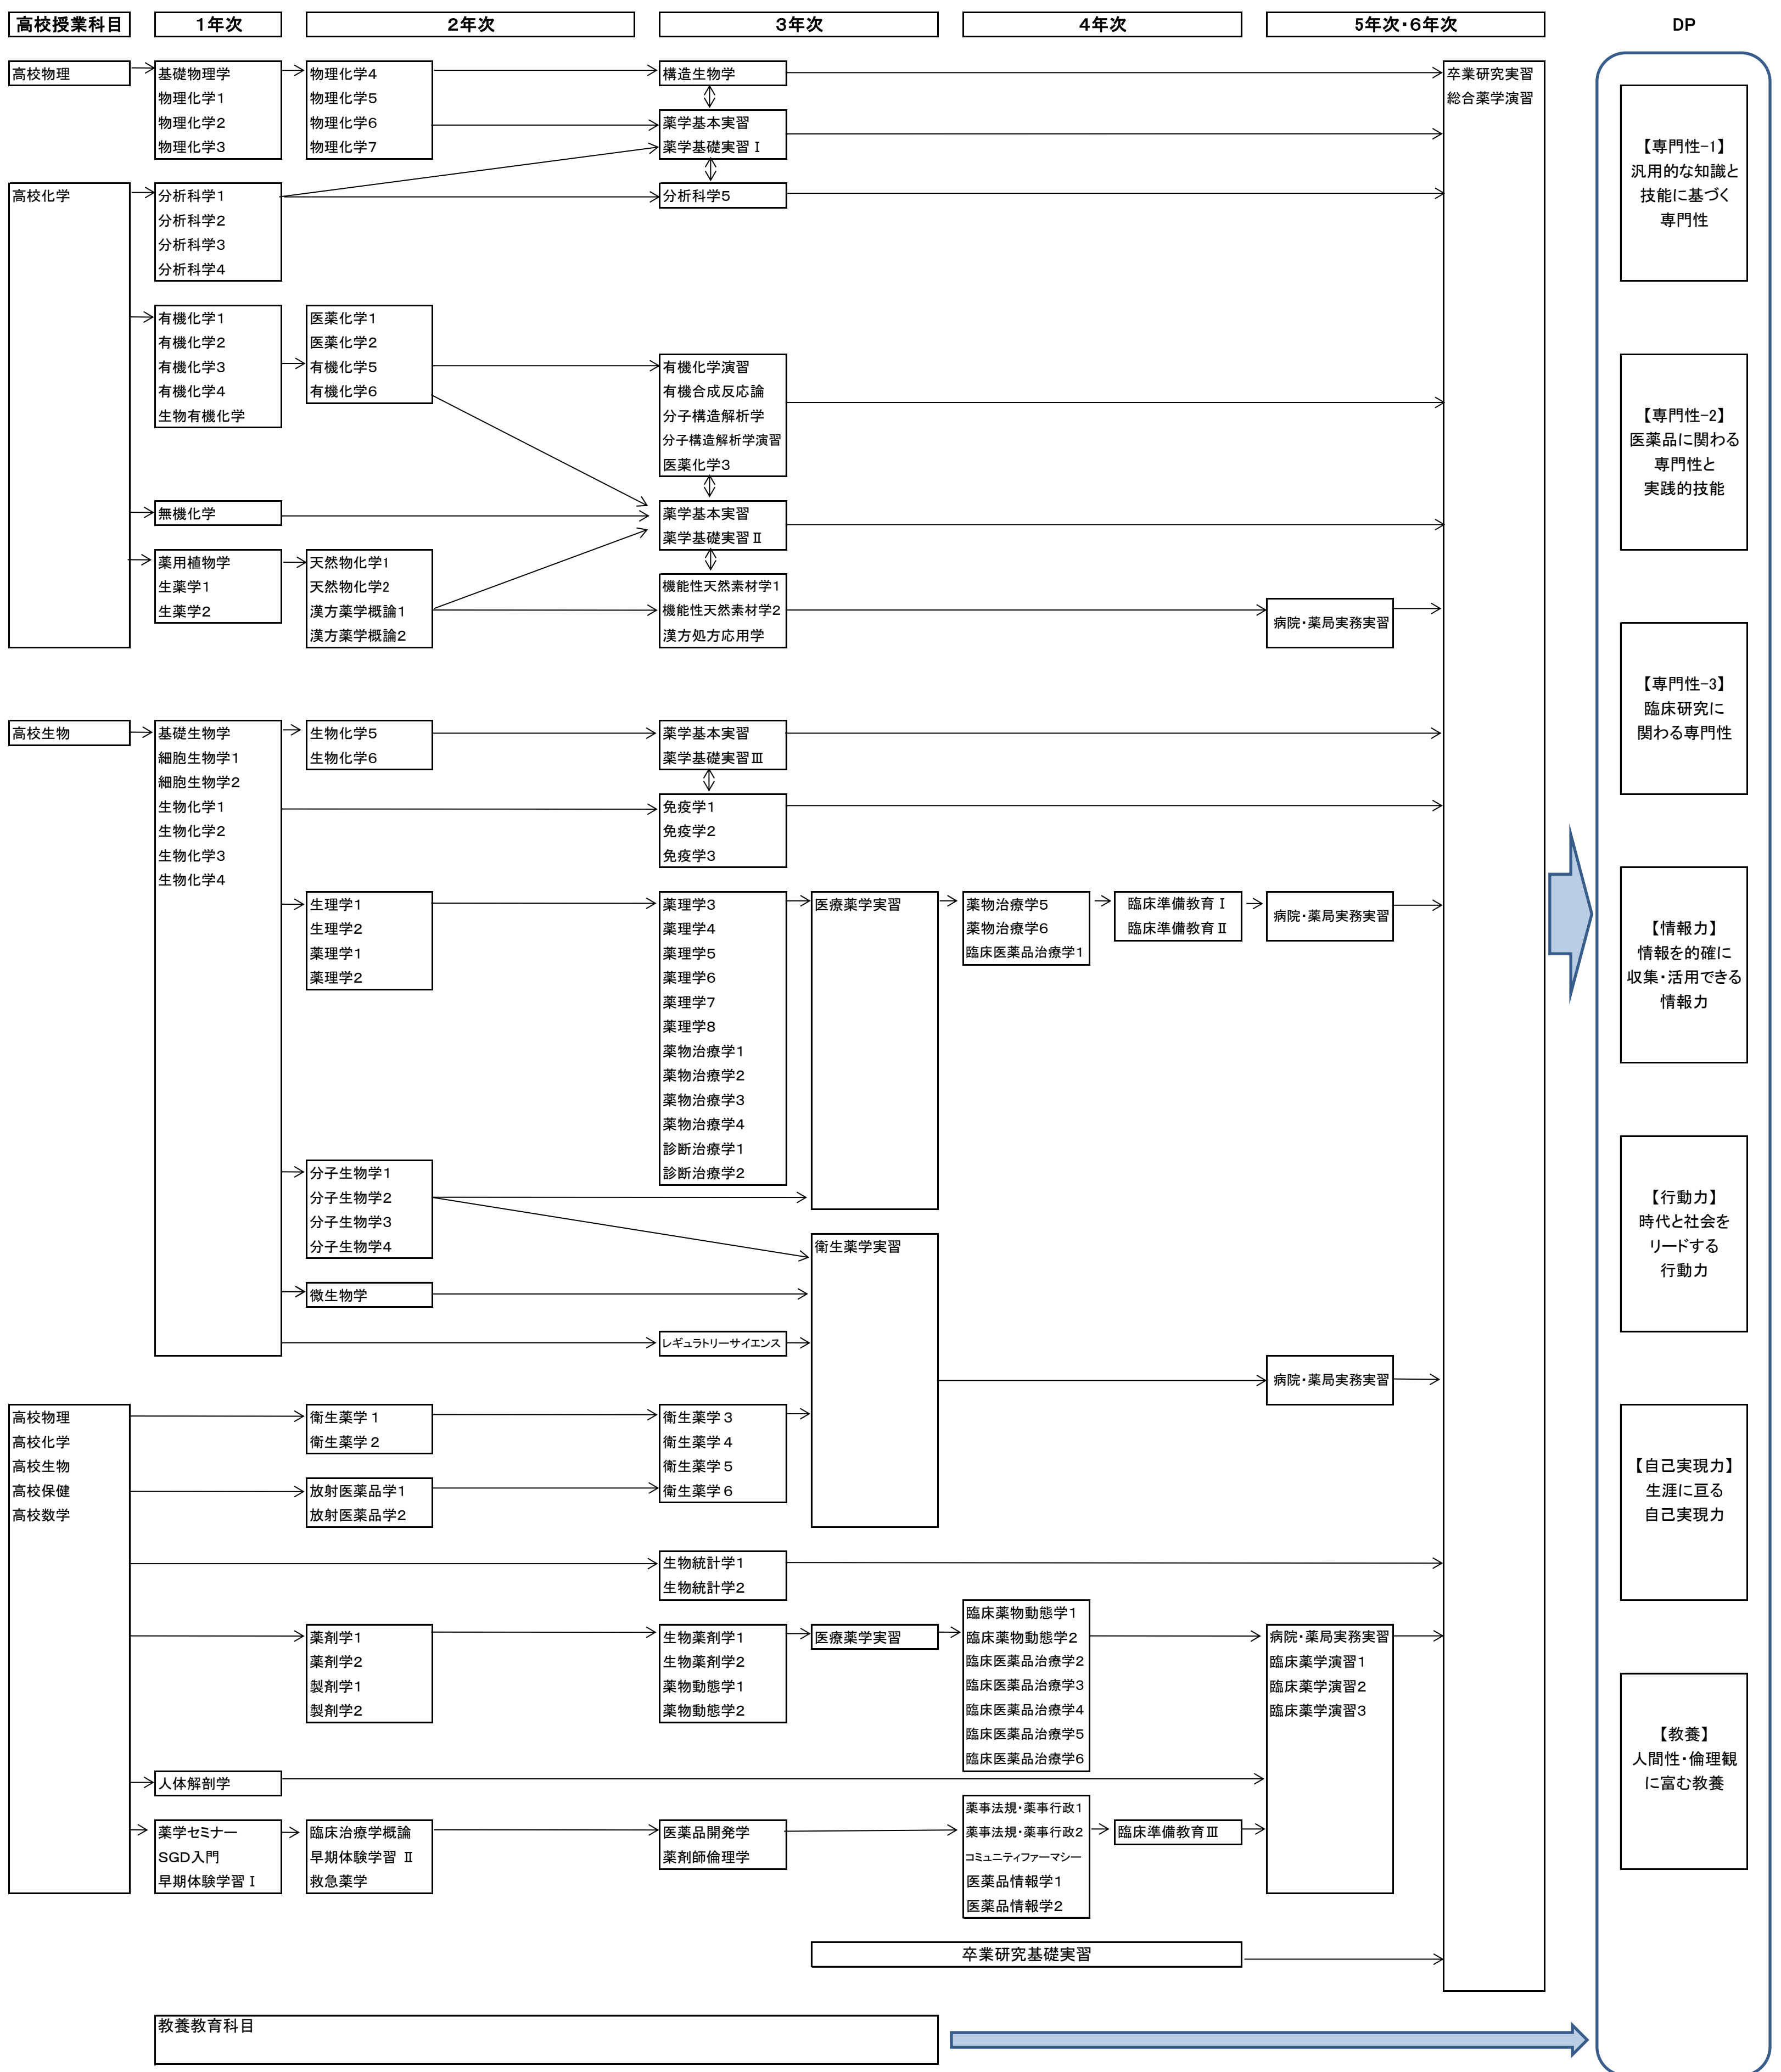 高校授業科目
1年次
2年次
3年次
4年次
5年次・6年次
DP
高校物理
基礎物理学
物理化学1
物理化学2
物理化学3
物理化学4
物理化学5
物理化学6
物理化学7
構造生物学
薬学基本実習
薬学基礎実習Ⅰ
卒業研究実習
総合薬学演習
高校化学
分析科学1
分析科学2
分析科学3
分析科学4
分析科学5
有機化学1
有機化学2
有機化学3
有機化学4
生物有機化学
医薬化学1
医薬化学2
有機化学5
有機化学6
有機化学演習
有機合成反応論
分子構造解析学
分子構造解析学演習
医薬化学3
無機化学
薬学基本実習
薬学基礎実習Ⅱ
薬用植物学
生薬学1
生薬学2
天然物化学1
天然物化学2
漢方薬学概論1
漢方薬学概論2
機能性天然素材学1
機能性天然素材学2
漢方処方応用学
病院・薬局実務実習
高校生物
基礎生物学
細胞生物学1
細胞生物学2
生物化学1
生物化学2
生物化学3
生物化学4
生物化学5
生物化学6
薬学基本実習
薬学基礎実習Ⅲ
免疫学1
免疫学2
免疫学3
生理学1
生理学2
薬理学1
薬理学2
薬理学3
薬理学4
薬理学5
薬理学6
薬理学7
薬理学8
薬物治療学1
薬物治療学2
薬物治療学3
薬物治療学4
診断治療学1
診断治療学2
医療薬学実習
薬物治療学5
薬物治療学6
臨床医薬品治療学1
臨床準備教育Ⅰ
臨床準備教育Ⅱ
病院・薬局実務実習
分子生物学1
分子生物学2
分子生物学3
分子生物学4
衛生薬学実習
微生物学
レギュラトリーサイエンス
病院・薬局実務実習
高校物理
高校化学
高校生物
高校保健
高校数学
衛生薬学1
衛生薬学2
衛生薬学3
衛生薬学4
衛生薬学5
衛生薬学6
放射医薬品学1
放射医薬品学2
生物統計学1
生物統計学2
薬剤学1
薬剤学2
製剤学1
製剤学2
生物薬剤学1
生物薬剤学2
薬物動態学1
薬物動態学2
医療薬学実習
臨床薬物動態学1
臨床薬物動態学2
臨床医薬品治療学2
臨床医薬品治療学3
臨床医薬品治療学4
臨床医薬品治療学5
臨床医薬品治療学6
病院・薬局実務実習
臨床薬学演習1
臨床薬学演習2
臨床薬学演習3
人体解剖学
薬学セミナー
SGD入門
早期体験学習Ⅰ
臨床治療学概論
早期体験学習 Ⅱ
救急薬学
医薬品開発学
薬剤師倫理学
薬事法規・薬事行政1
薬事法規・薬事行政2
コミュニティファーマシー
医薬品情報学1
医薬品情報学2
臨床準備教育Ⅲ
卒業研究基礎実習
教養教育科目
【専門性-1】
汎用的な知識と
技能に基づく
専門性
【専門性-2】
医薬品に関わる
専門性と
実践的技能
【専門性-3】
臨床研究に
関わる専門性
【情報力】
情報を的確に
収集・活用できる
情報力
【行動力】
時代と社会を
リードする
行動力
【自己実現力】
生涯に亘る
自己実現力
【教養】
人間性・倫理観
に富む教養